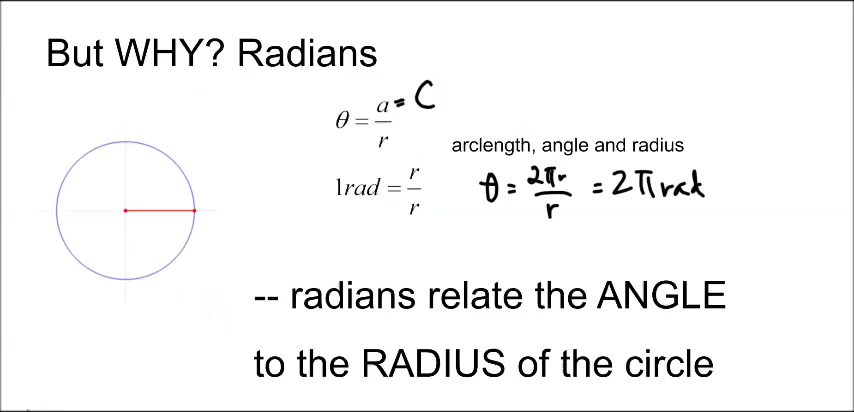 But WHY? Radians
θ = a/r = C
arclength, angle and radius
1rad = r/r
θ = 2πr/r = 2π rad
-- radians relate the ANGLE
to the RADIUS of the circle